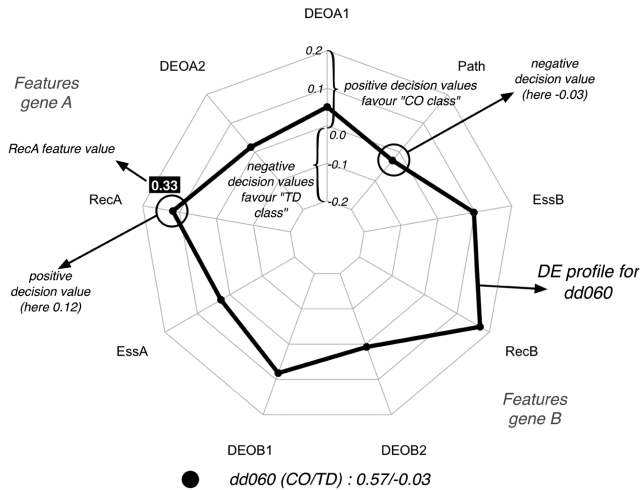 DEOA1
DEOA2
Path
negative
decision value
(here -0.03)
Features
gene A
0.2
0.1
0.0
-0.1
-0.2
positive decision values
favour "CO class"
negative
decision values
favour "TD
class"
RecA feature value
0.33
RecA
EssB
positive
decision value
(here 0.12)
DE profile for
dd060
EssA
RecB
Features
gene B
DEOB1
DEOB2
dd060 (CO/TD) : 0.57/-0.03